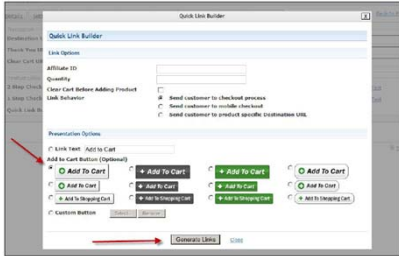 Quick Link Builder
Quick Link Builder
Link Options
Affiliate ID
Quantity
Clear Cart Before Adding Product
Link Behavior Send customer to checkout process
Send customer to mobile checkout
Send customer to product specific Destination URL
Presentation Options
Link Text Add to Cart
Add to Cart Button (Optional)
Add To Cart + Add To Cart + Add To Cart Add To Cart
Add To Cart + Add To Cart + Add To Cart Add To Cart
+ Add To Shopping Cart + Add To Shopping Cart + Add To Shopping Cart + Add To Shopping Cart
Custom Button Select Remove
Generate Links Close